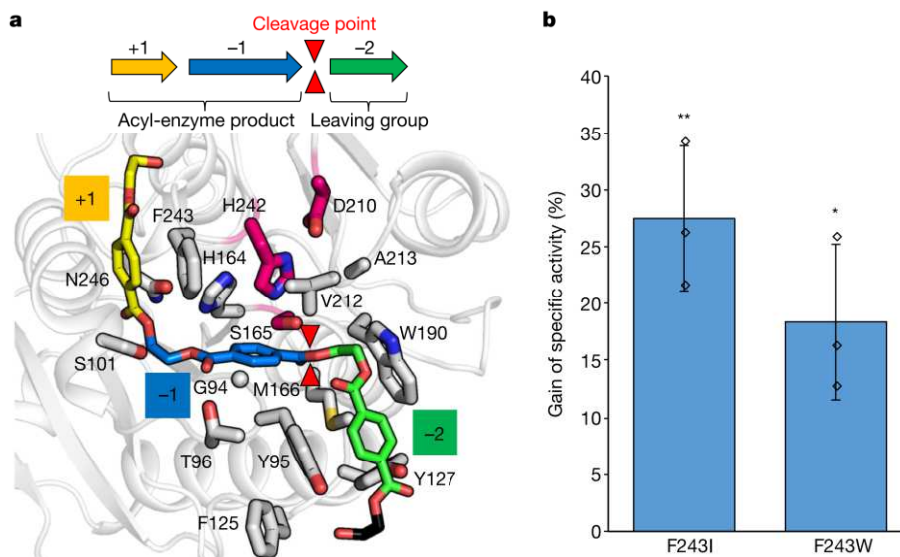 a
Cleavage point
+1
–1
–2
Acyl-enzyme product
Leaving group
+1
F243
H242
D210
H164
A213
N246
V212
S165
W190
S101
G94
M166
–1
–2
T96
Y95
Y127
F125
b
Gain of specific activity (%)
40
35
30
25
20
15
10
5
0
**
*
F243I
F243W